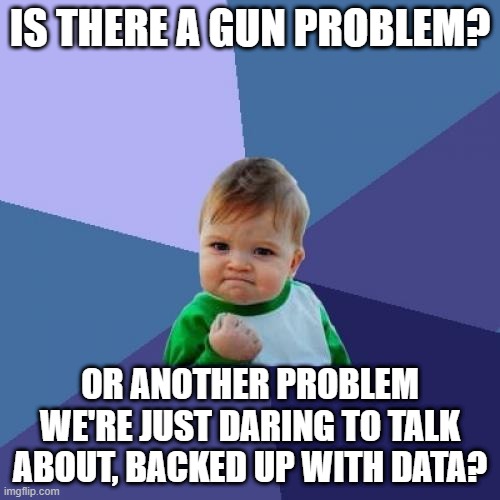 IS THERE A GUN PROBLEM?
OR ANOTHER PROBLEM
WE'RE JUST DARING TO TALK
ABOUT, BACKED UP WITH DATA?
imgflip.com